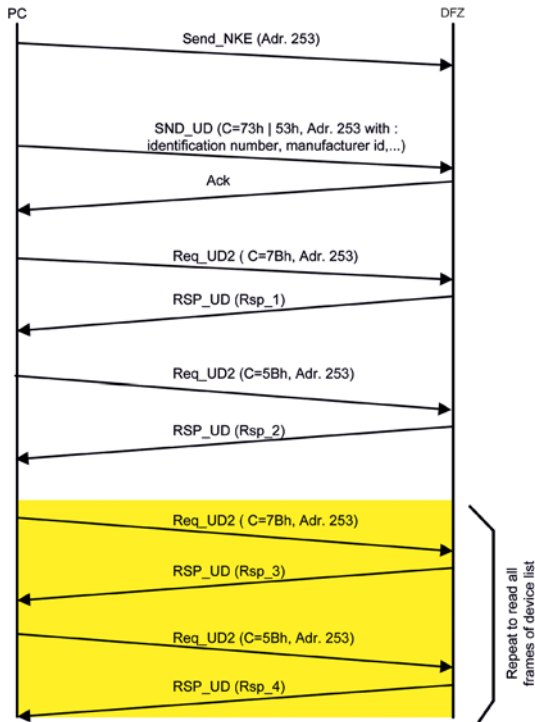 PC
DFZ
Send_NKE (Adr. 253)
SND_UD (C=73h | 53h, Adr. 253 with :
identification number, manufacturer id,...)
Ack
Req_UD2 ( C=7Bh, Adr. 253)
RSP_UD (Rsp_1)
Req_UD2 (C=5Bh, Adr. 253)
RSP_UD (Rsp_2)
Req_UD2 ( C=7Bh, Adr. 253)
RSP_UD (Rsp_3)
Req_UD2 (C=5Bh, Adr. 253)
RSP_UD (Rsp_4)
Repeat to read all
frames of device list